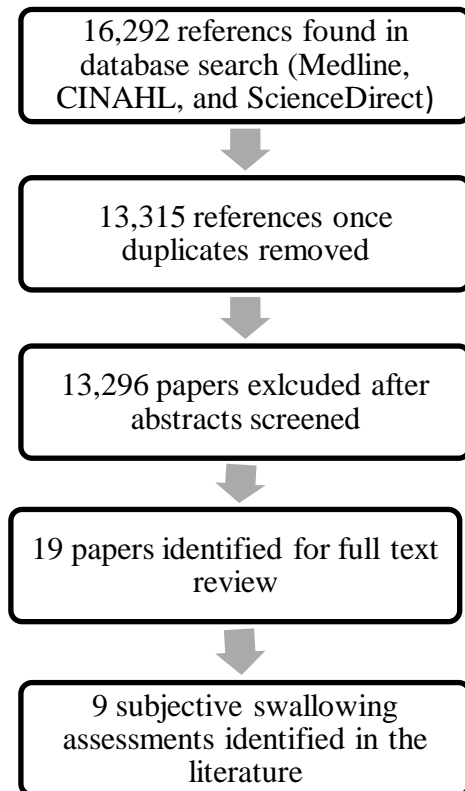 16,292 referencs found in
database search (Medline,
CINAHL, and ScienceDirect)
13,315 references once
duplicates removed
13,296 papers exlcuded after
abstracts screened
19 papers identified for full text
review
9 subjective swallowing
assessments identified in the
literature